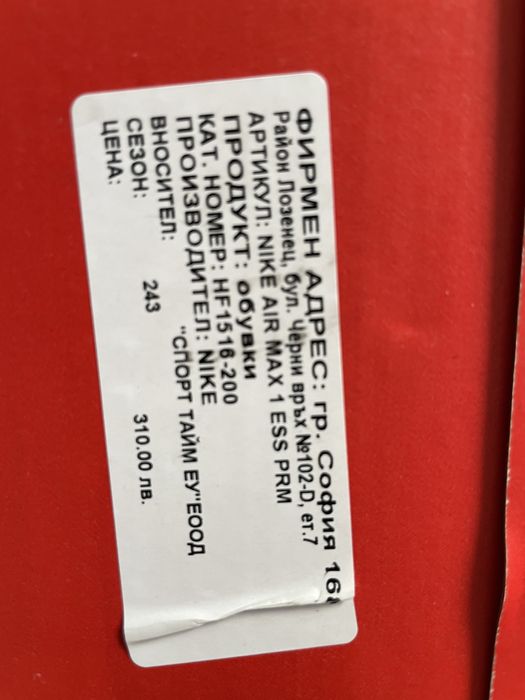 ФИРМЕН АДРЕС: гр. София
Район Лозенец, бул. Черни връх №102-D, ет.7
АРТИКУЛ: NIKE AIR MAX 1 ESS PRM
ПРОДУКТ: обувки
КАТ. НОМЕР: HF1516-200
ПРОИЗВОДИТЕЛ: NIKE
ВНОСИТЕЛ: "СПОРТ ТАЙМ ЕУ"ЕООД
СЕЗОН: 243
ЦЕНА: 310.00 лв.